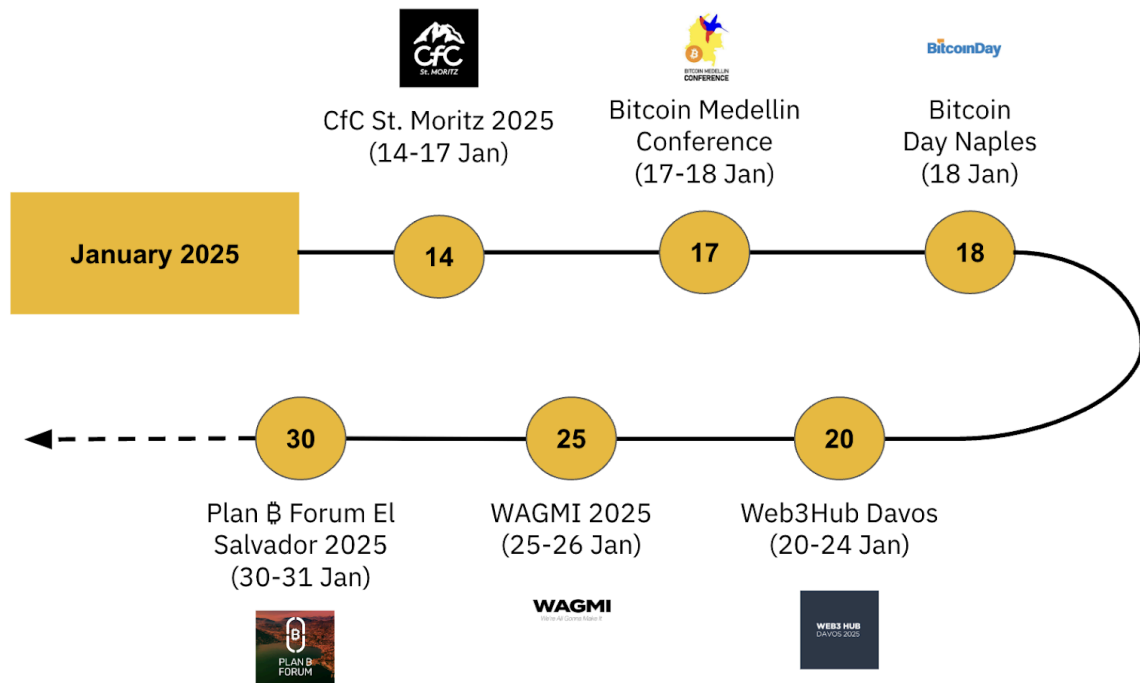 CfC
St. MORITZ
BITCOIN MEDELLIN
CONFERENCE
BitcoinDay
CfC St. Moritz 2025
(14-17 Jan)
Bitcoin Medellin
Conference
(17-18 Jan)
Bitcoin
Day Naples
(18 Jan)
January 2025
14
17
18
30
25
20
Plan ₿ Forum El
Salvador 2025
(30-31 Jan)
WAGMI 2025
(25-26 Jan)
Web3Hub Davos
(20-24 Jan)
PLAN B
FORUM
WAGMI
We're All Gonna Make It
WEB3 HUB
DAVOS 2025